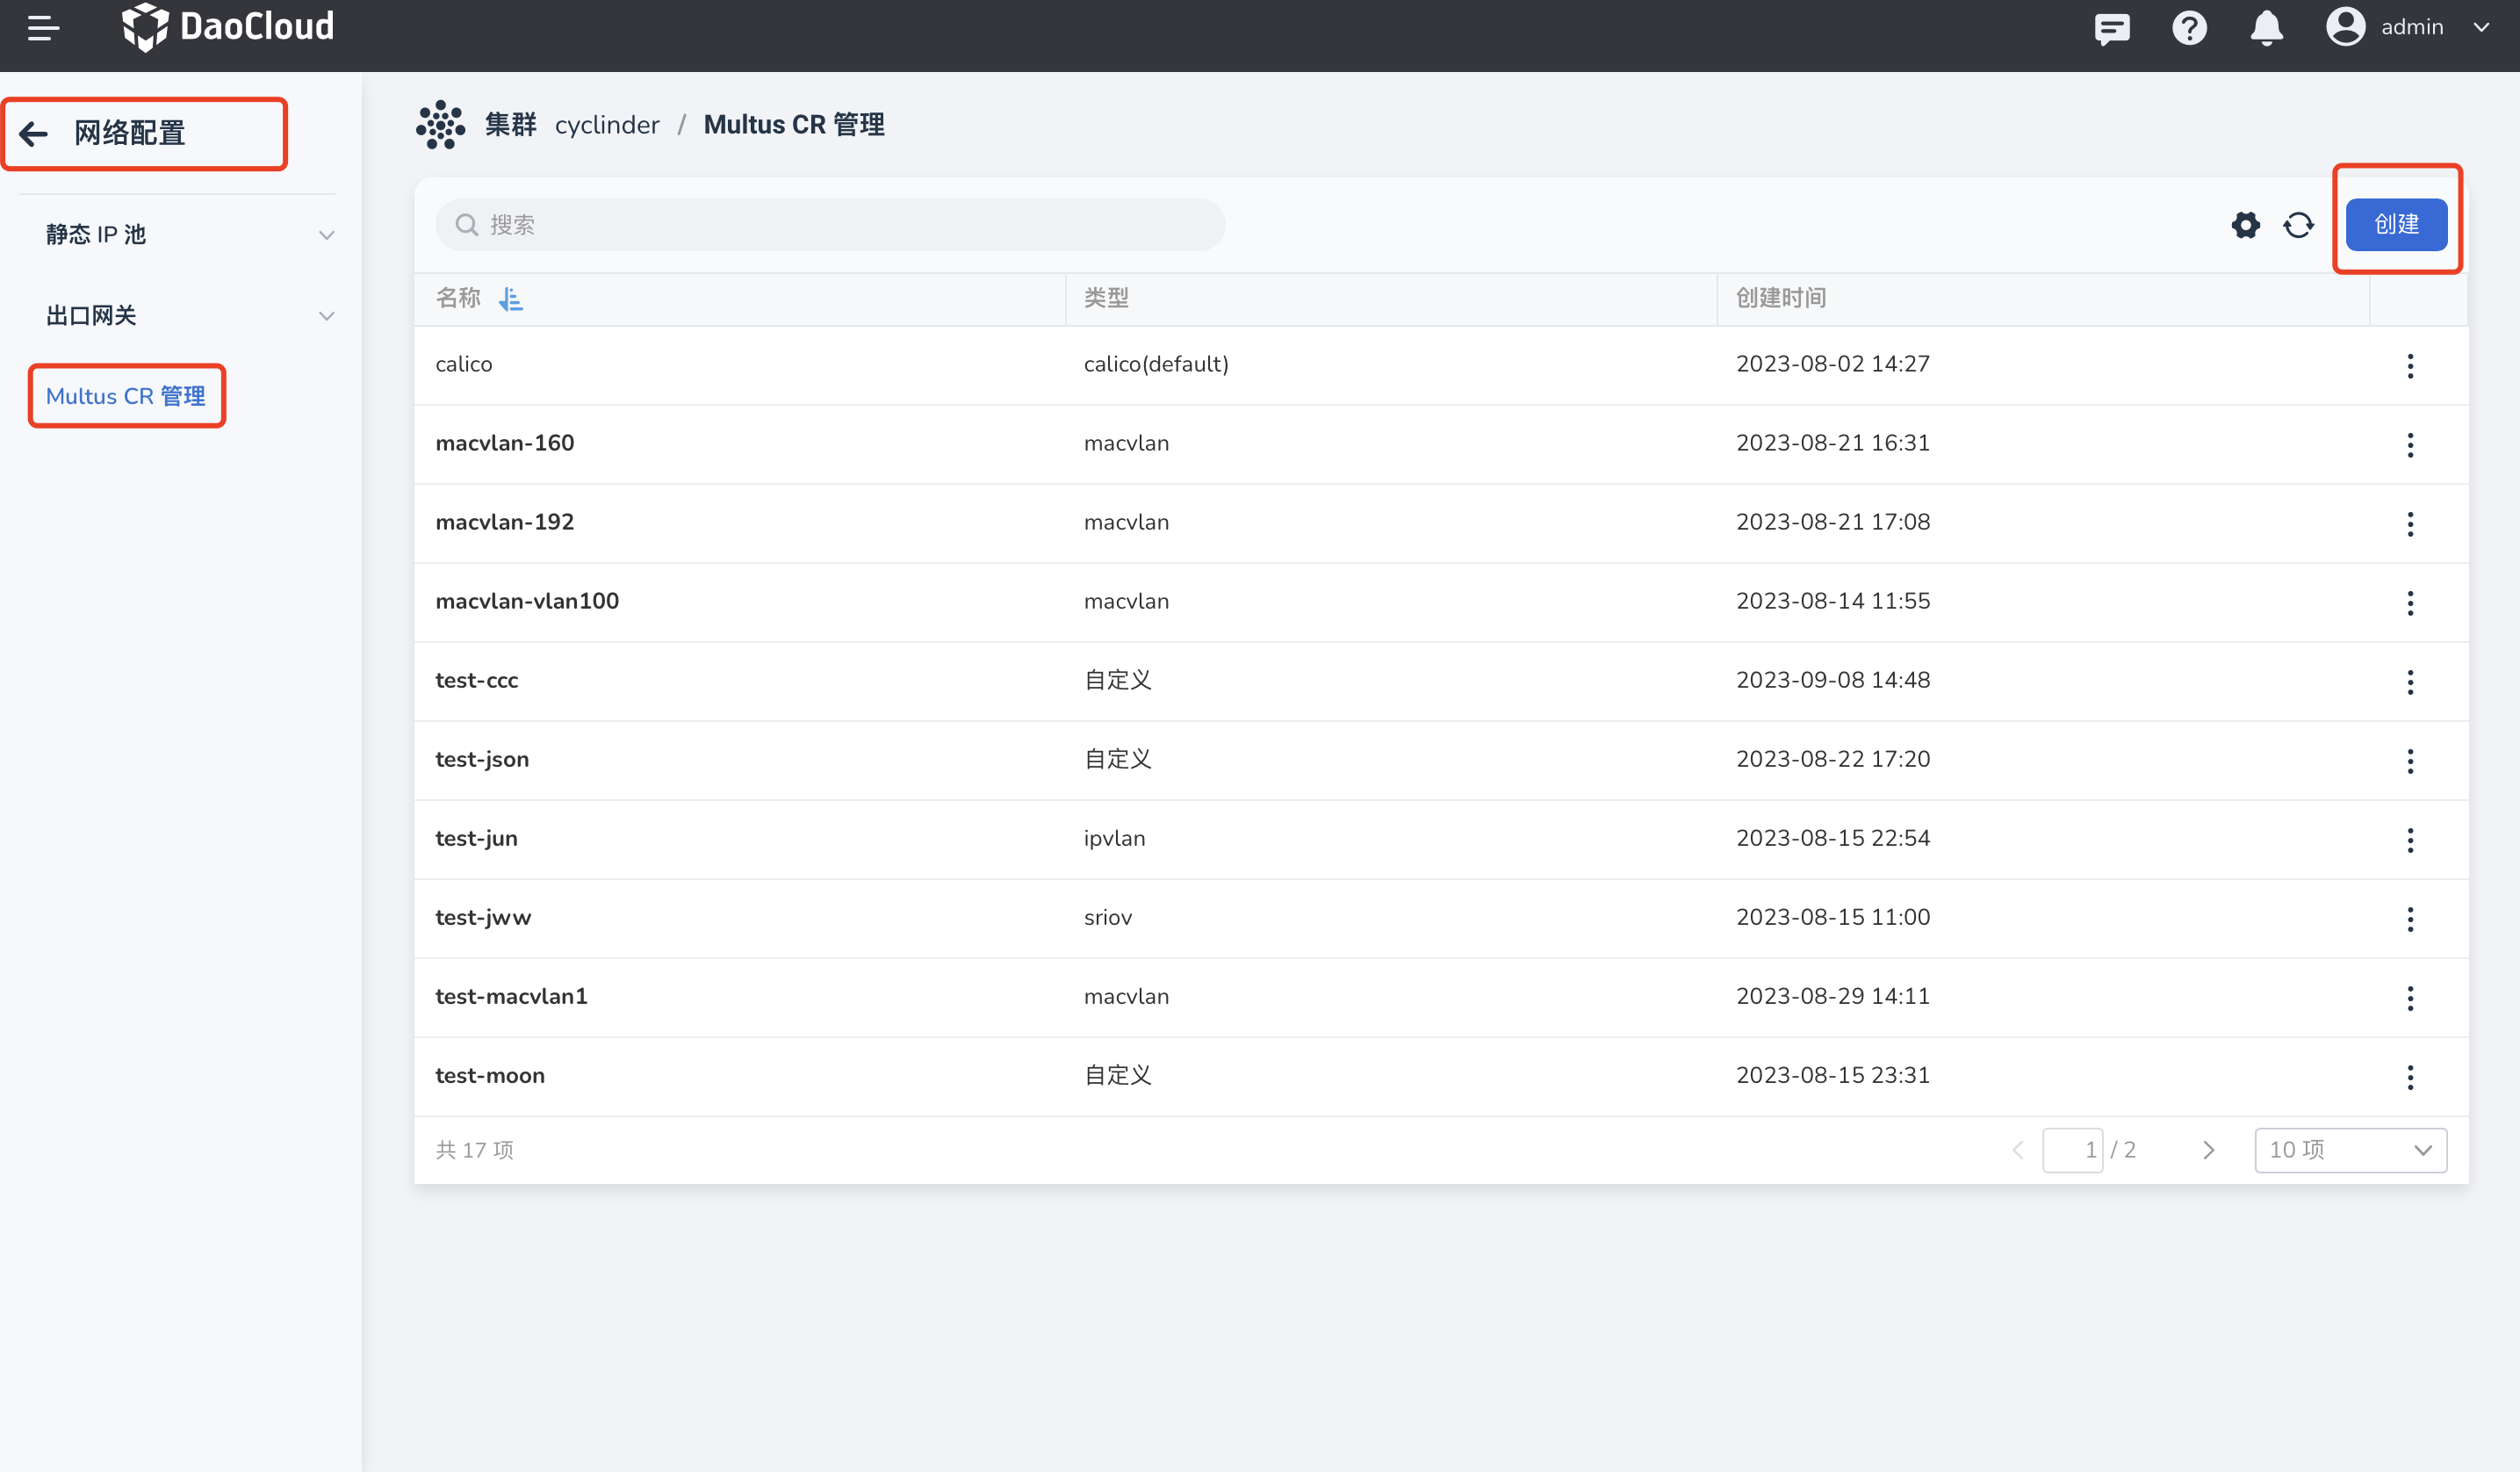 DaoCloud
admin
网络配置
静态 IP 池
出口网关
Multus CR 管理
集群 cyclinder / Multus CR 管理
搜索
创建
名称 类型 创建时间
calico calico(default) 2023-08-02 14:27
macvlan-160 macvlan 2023-08-21 16:31
macvlan-192 macvlan 2023-08-21 17:08
macvlan-vlan100 macvlan 2023-08-14 11:55
test-ccc 自定义 2023-09-08 14:48
test-json 自定义 2023-08-22 17:20
test-jun ipvlan 2023-08-15 22:54
test-jww sriov 2023-08-15 11:00
test-macvlan1 macvlan 2023-08-29 14:11
test-moon 自定义 2023-08-15 23:31
共 17 项 1 / 2 10 项